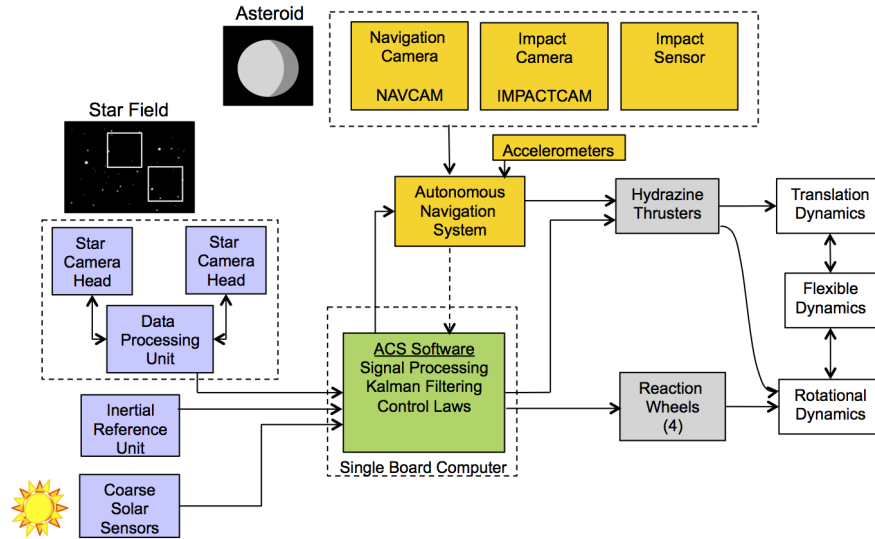 Asteroid
Navigation
Camera
NAVCAM
Impact
Camera
IMPACTCAM
Impact
Sensor
Star Field
Accelerometers
Autonomous
Navigation
System
Hydrazine
Thrusters
Translation
Dynamics
Star
Camera
Head
Star
Camera
Head
Flexible
Dynamics
Data
Processing
Unit
ACS Software
Signal Processing
Kalman Filtering
Control Laws
Reaction
Wheels
(4)
Rotational
Dynamics
Inertial
Reference
Unit
Single Board Computer
Coarse
Solar
Sensors